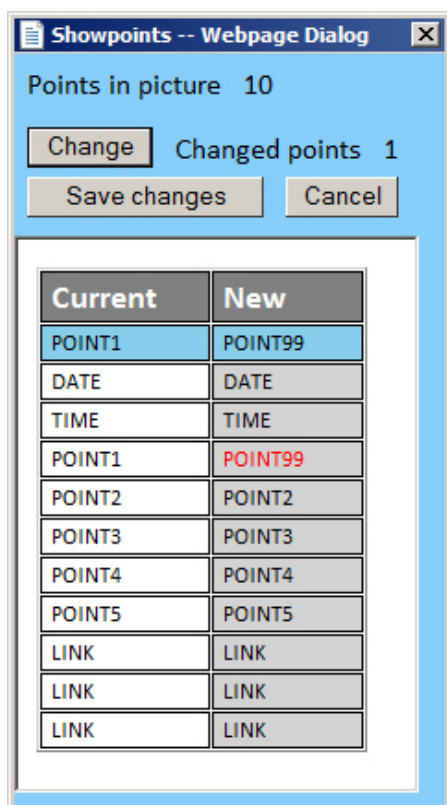 Showpoints -- Webpage Dialog
Points in picture 10
Change Changed points 1
Save changes Cancel
Current New
POINT1 POINT99
DATE DATE
TIME TIME
POINT1 POINT99
POINT2 POINT2
POINT3 POINT3
POINT4 POINT4
POINT5 POINT5
LINK LINK
LINK LINK
LINK LINK